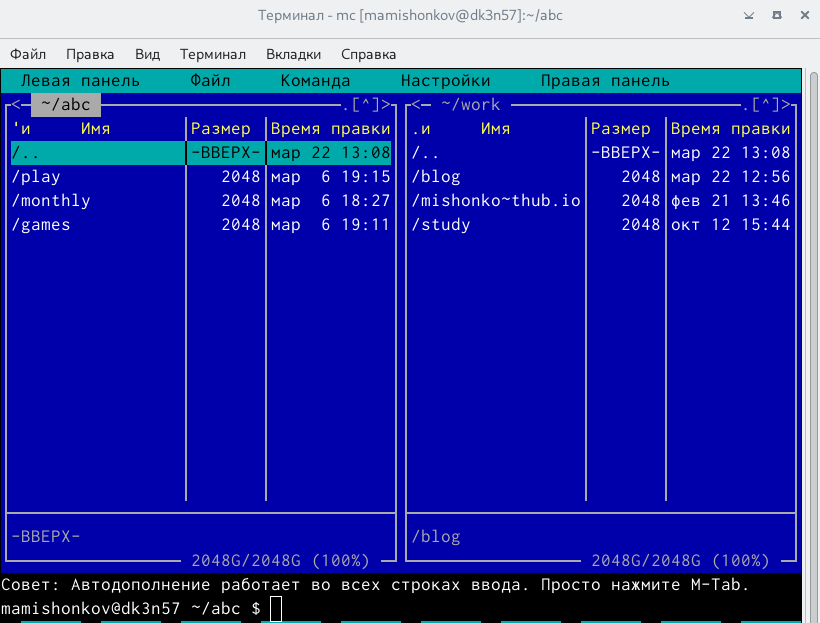 Терминал - mc [mamishonkov@dk3n57]:~/abc
Файл Правка Вид Терминал Вкладки Справка
Левая панель Файл Команда Настройки Правая панель
<─ ~/abc ─.[^]>┐ ┌<─ ~/work ─.[^]>
'и Имя Размер Время правки .и Имя Размер Время правки
/.. -ВВЕРХ- мар 22 13:08 /.. -ВВЕРХ- мар 22 13:08
/play 2048 мар 6 19:15 /blog 2048 мар 22 12:56
/monthly 2048 мар 6 18:27 /mishonko~thub.io 2048 фев 21 13:46
/games 2048 мар 6 19:11 /study 2048 окт 12 15:44
-ВВЕРХ- /blog
2048G/2048G (100%) 2048G/2048G (100%)
Совет: Автодополнение работает во всех строках ввода. Просто нажмите M-Tab.
mamishonkov@dk3n57 ~/abc $